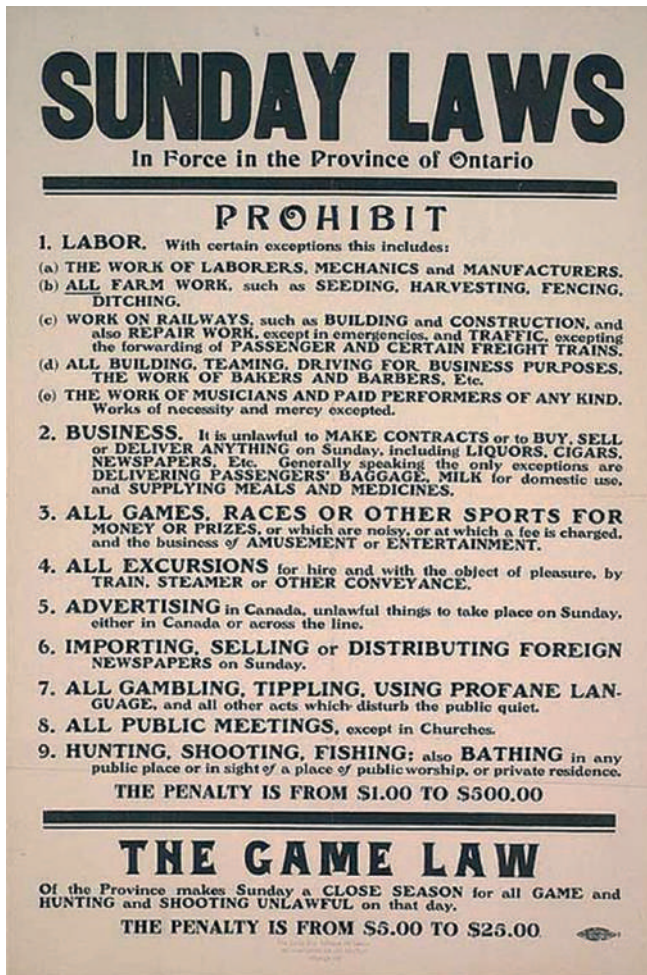 SUNDAY LAWS
In Force in the Province of Ontario
PROHIBIT
1. LABOR. With certain exceptions this includes:
(a) THE WORK OF LABORERS, MECHANICS and MANUFACTURERS.
(b) ALL FARM WORK, such as SEEDING, HARVESTING, FENCING,
DITCHING.
(c) WORK ON RAILWAYS, such as BUILDING and CONSTRUCTION, and
also REPAIR WORK, except in emergencies, and TRAFFIC, excepting
the forwarding of PASSENGER AND CERTAIN FREIGHT TRAINS.
(d) ALL BUILDING, TEAMING, DRIVING FOR BUSINESS PURPOSES,
THE WORK OF BAKERS AND BARBERS, Etc.
(e) THE WORK OF MUSICIANS AND PAID PERFORMERS OF ANY KIND.
Works of necessity and mercy excepted.
2. BUSINESS. It is unlawful to MAKE CONTRACTS or to BUY, SELL
or DELIVER ANYTHING on Sunday, including LIQUORS, CIGARS,
NEWSPAPERS, Etc. Generally speaking the only exceptions are
DELIVERING PASSENGERS' BAGGAGE, MILK for domestic use,
and SUPPLYING MEALS AND MEDICINES.
3. ALL GAMES, RACES OR OTHER SPORTS FOR
MONEY OR PRIZES, or which are noisy, or at which a fee is charged,
and the business of AMUSEMENT or ENTERTAINMENT.
4. ALL EXCURSIONS for hire and with the object of pleasure, by
TRAIN, STEAMER or OTHER CONVEYANCE.
5. ADVERTISING in Canada, unlawful things to take place on Sunday,
either in Canada or across the line.
6. IMPORTING, SELLING or DISTRIBUTING FOREIGN
NEWSPAPERS on Sunday.
7. ALL GAMBLING, TIPPLING, USING PROFANE LAN-
GUAGE, and all other acts which disturb the public quiet.
8. ALL PUBLIC MEETINGS, except in Churches.
9. HUNTING, SHOOTING, FISHING; also BATHING in any
public place or in sight of a place of public worship, or private residence.
THE PENALTY IS FROM $1.00 TO $500.00
THE GAME LAW
Of the Province makes Sunday a CLOSE SEASON for all GAME and
HUNTING and SHOOTING UNLAWFUL on that day.
THE PENALTY IS FROM $5.00 TO $25.00.